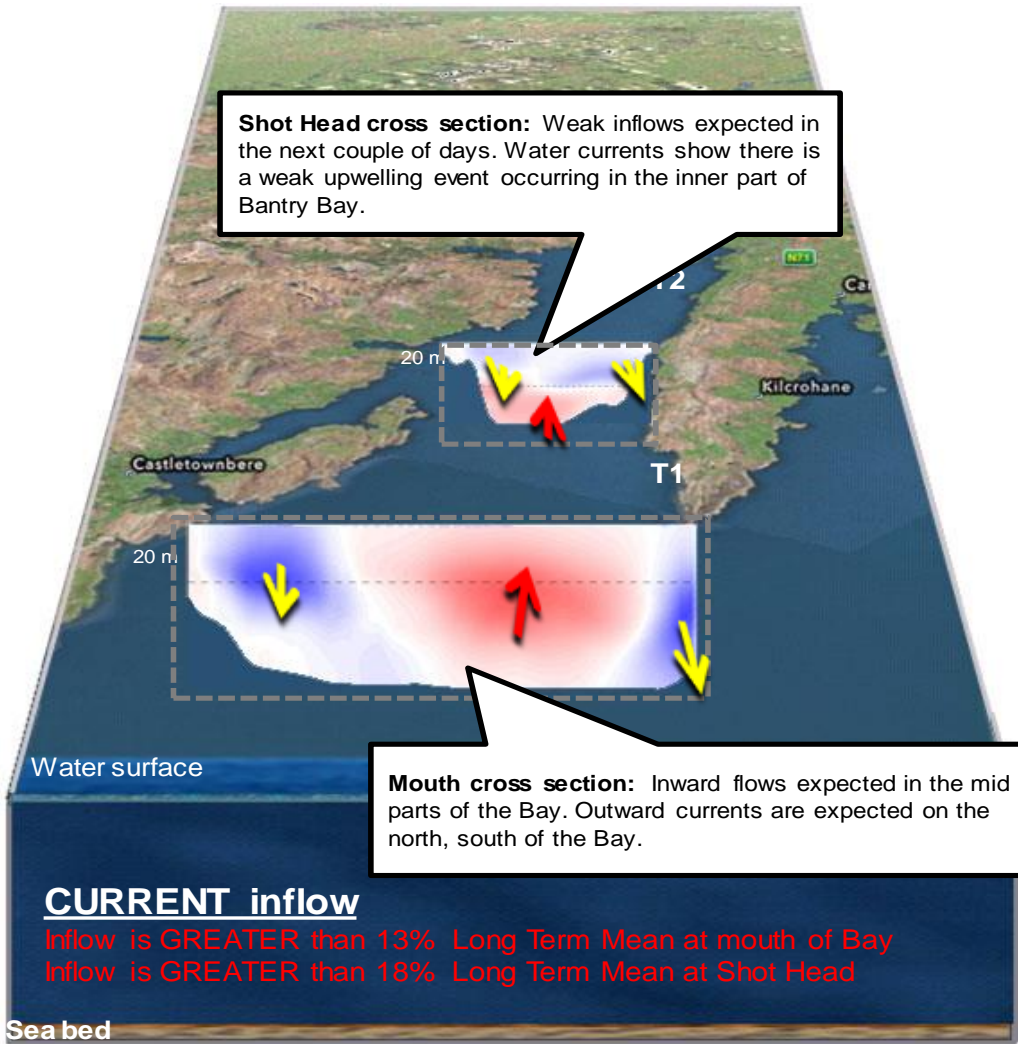 Shot Head cross section: Weak inflows expected in
the next couple of days. Water currents show there is
a weak upwelling event occurring in the inner part of
Bantry Bay.
N71
T2
Ca
20 m
Kilcrohane
Castletownbere
T1
20 m
Water surface
Mouth cross section: Inward flows expected in the mid
parts of the Bay. Outward currents are expected on the
north, south of the Bay.
CURRENT inflow
Inflow is GREATER than 13% Long Term Mean at mouth of Bay
Inflow is GREATER than 18% Long Term Mean at Shot Head
Sea bed